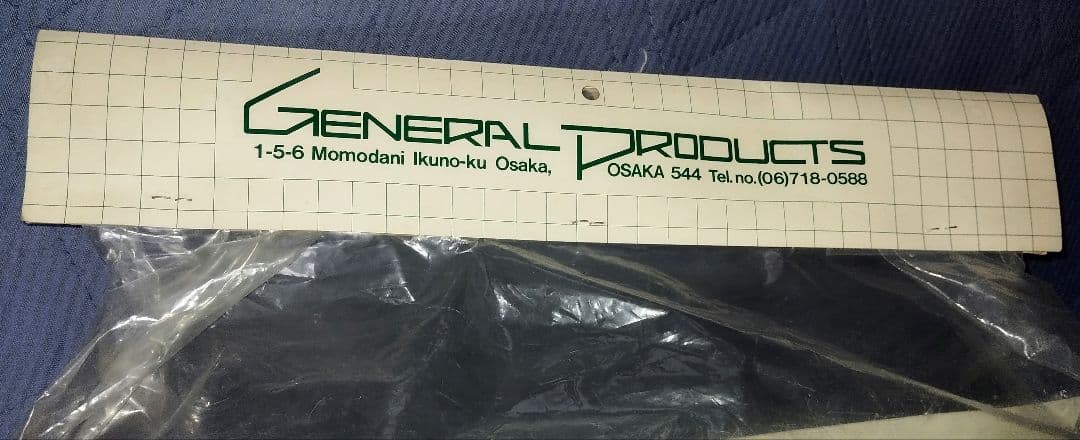 GENERAL PRODUCTS
1-5-6 Momodani Ikuno-ku Osaka, OSAKA 544 Tel.no.(06)718-0588